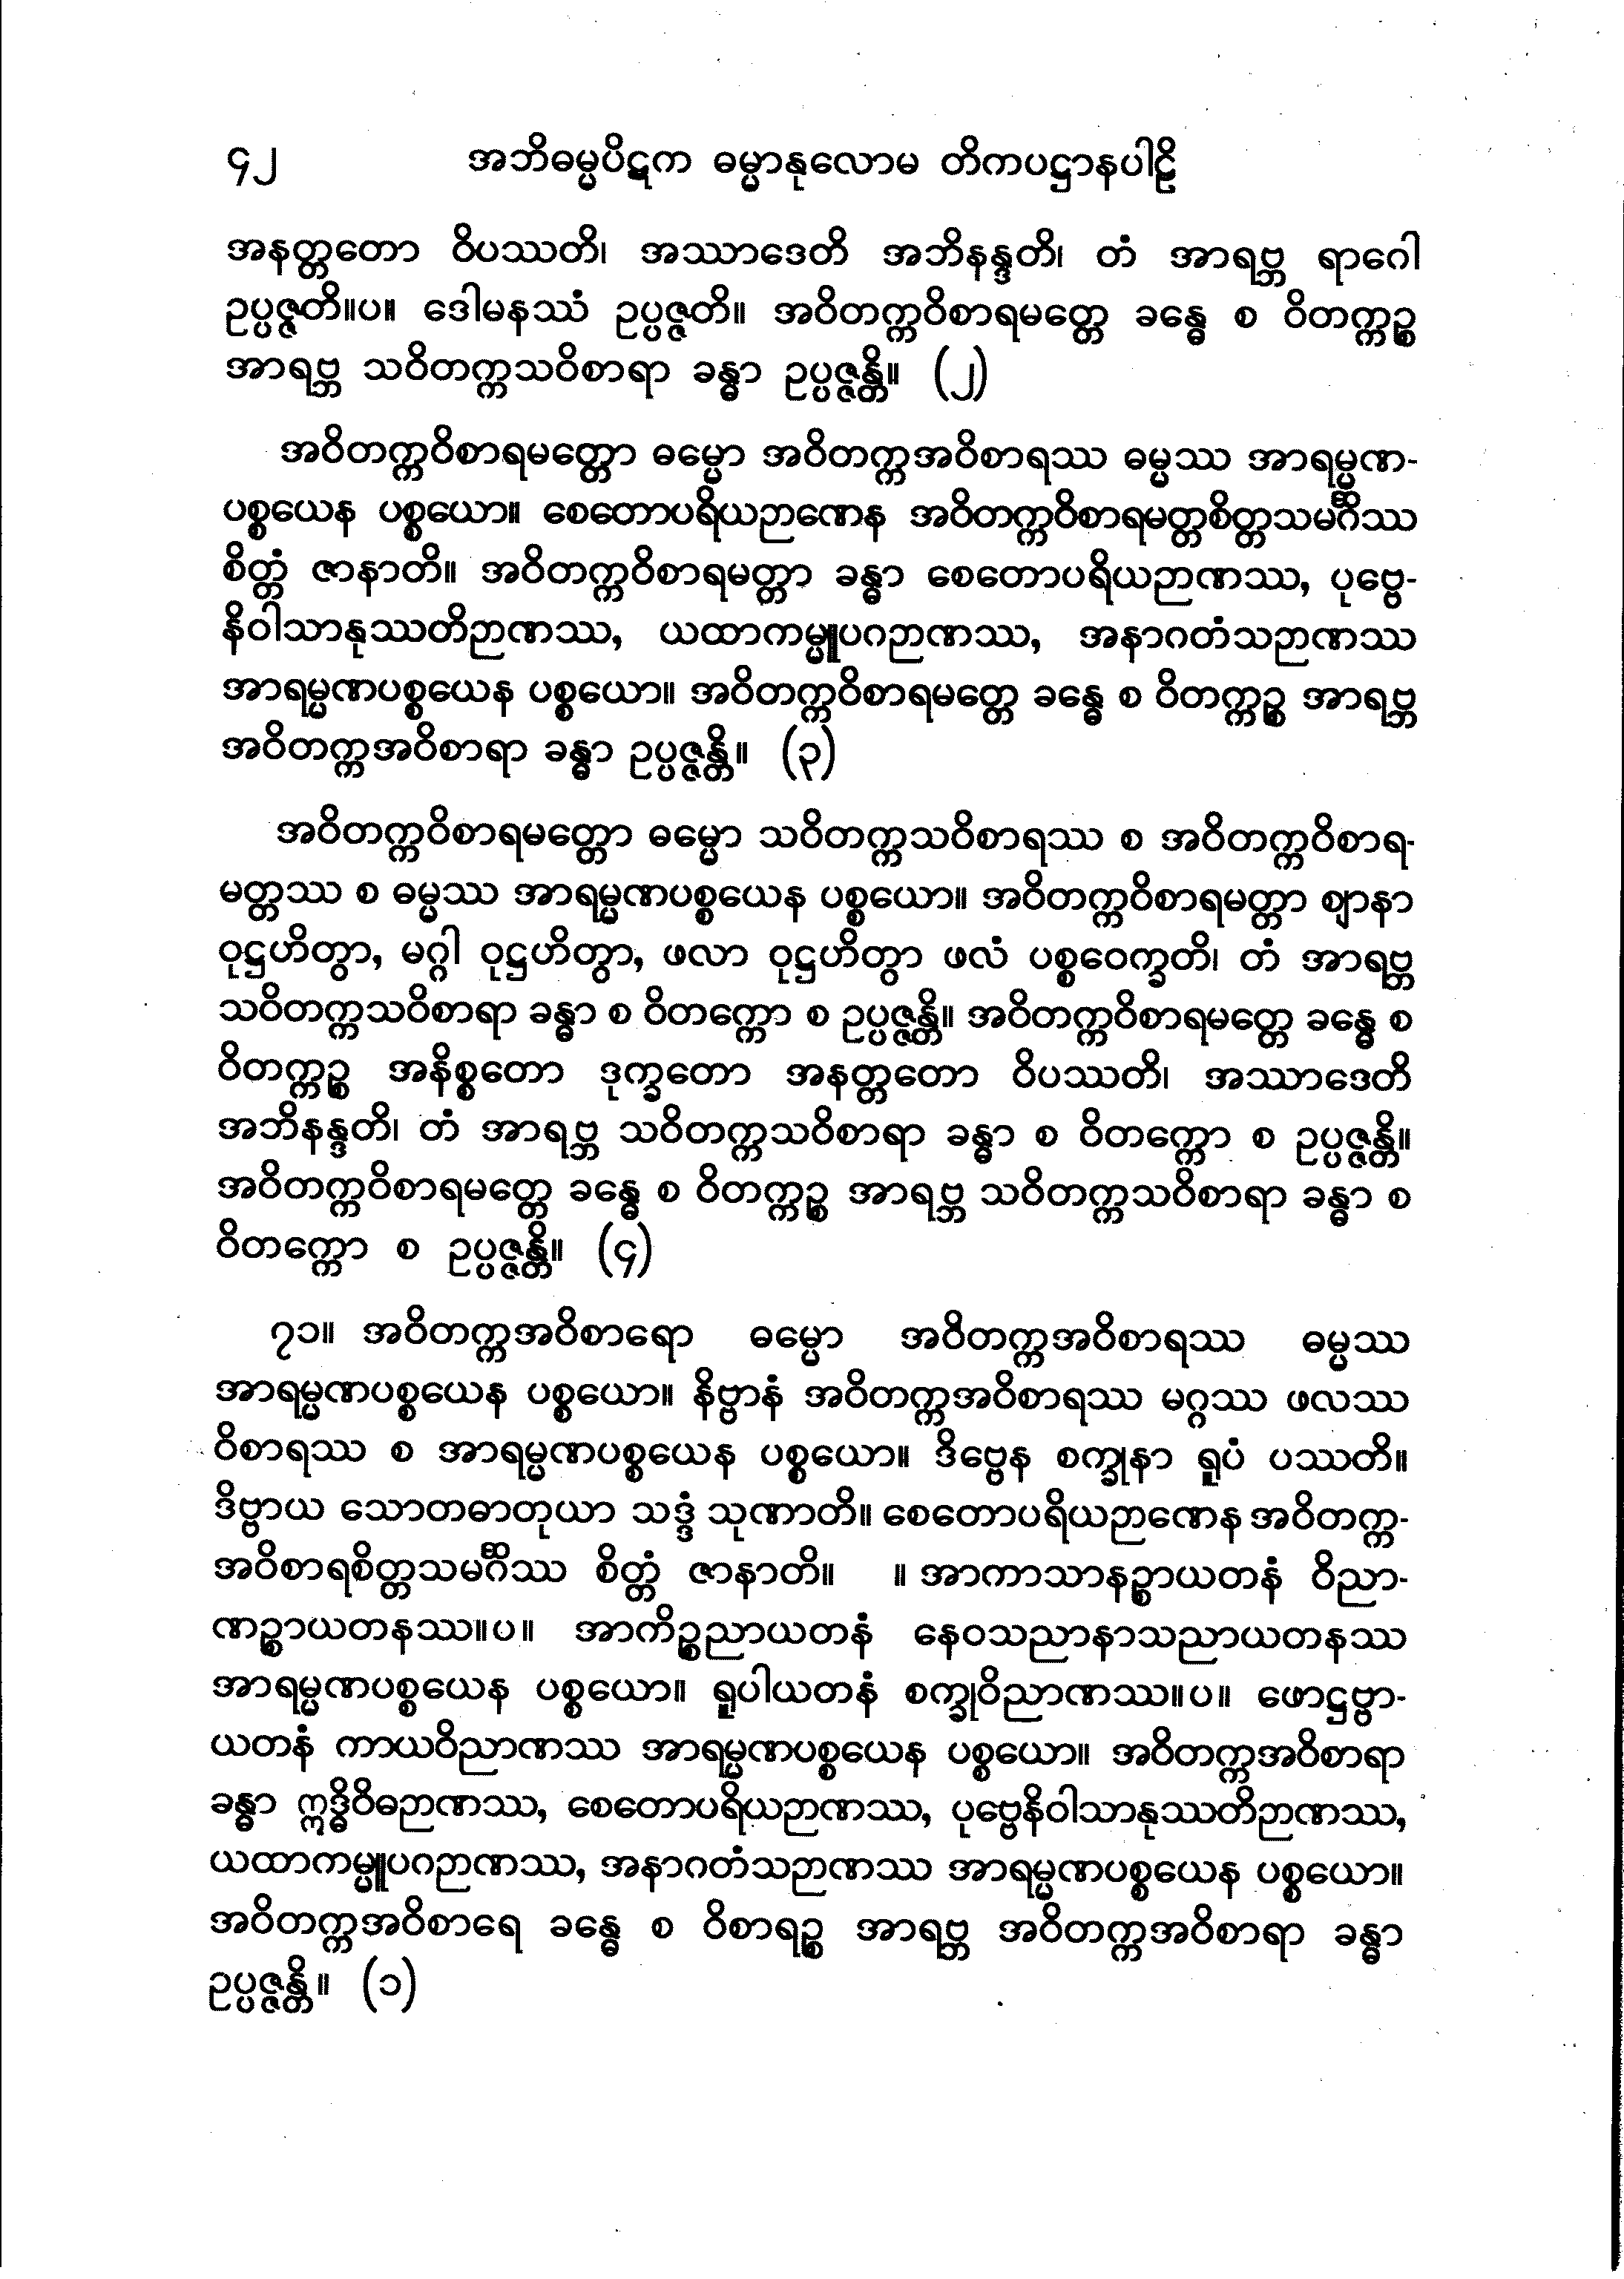 ၄၂ အဘိဓမ္မပိဋက ဓမ္မာနုလောမ တိကပဋ္ဌာနပါဠိ
အနတ္တတော ဝိပဿတိ၊ အဿာဒေတိ အဘိနန္ဒတိ၊ တံ အာရဗ္ဘ ရာဂေါ
ဥပ္ပဇ္ဇတိ။ပ။ ဒေါမနဿံ ဥပ္ပဇ္ဇတိ။ အဝိတက္ကဝိစာရမတ္တေ ခန္ဓေ စ ဝိတက္ကဉ္စ
အာရဗ္ဘ သဝိတက္ကသဝိစာရာ ခန္ဓာ ဥပ္ပဇ္ဇန္တိ။ (၂)
အဝိတက္ကဝိစာရမတ္တော ဓမ္မော အဝိတက္ကအဝိစာရဿ ဓမ္မဿ အာရမ္မဏ-
ပစ္စယေန ပစ္စယော။ စေတောပရိယဉာဏေန အဝိတက္ကဝိစာရမတ္တစိတ္တသမင်္ဂိဿ
စိတ္တံ ဇာနာတိ။ အဝိတက္ကဝိစာရမတ္တာ ခန္ဓာ စေတောပရိယဉာဏဿ, ပုဗ္ဗေ-
နိဝါသာနုဿတိဉာဏဿ, ယထာကမ္မူပဂဉာဏဿ, အနာဂတံသဉာဏဿ
အာရမ္မဏပစ္စယေန ပစ္စယော။ အဝိတက္ကဝိစာရမတ္တေ ခန္ဓေ စ ဝိတက္ကဉ္စ အာရဗ္ဘ
အဝိတက္ကအဝိစာရာ ခန္ဓာ ဥပ္ပဇ္ဇန္တိ။ (၃)
အဝိတက္ကဝိစာရမတ္တော ဓမ္မော သဝိတက္ကသဝိစာရဿ စ အဝိတက္ကဝိစာရ-
မတ္တဿ စ ဓမ္မဿ အာရမ္မဏပစ္စယေန ပစ္စယော။ အဝိတက္ကဝိစာရမတ္တာ ဈာနာ
ဝုဋ္ဌဟိတွာ, မဂ္ဂါ ဝုဋ္ဌဟိတွာ, ဖလာ ဝုဋ္ဌဟိတွာ ဖလံ ပစ္စဝေက္ခတိ၊ တံ အာရဗ္ဘ
သဝိတက္ကသဝိစာရာ ခန္ဓာ စ ဝိတက္ကော စ ဥပ္ပဇ္ဇန္တိ။ အဝိတက္ကဝိစာရမတ္တေ ခန္ဓေ စ
ဝိတက္ကဉ္စ အနိစ္စတော ဒုက္ခတော အနတ္တတော ဝိပဿတိ၊ အဿာဒေတိ
အဘိနန္ဒတိ၊ တံ အာရဗ္ဘ သဝိတက္ကသဝိစာရာ ခန္ဓာ စ ဝိတက္ကော စ ဥပ္ပဇ္ဇန္တိ။
အဝိတက္ကဝိစာရမတ္တေ ခန္ဓေ စ ဝိတက္ကဉ္စ အာရဗ္ဘ သဝိတက္ကသဝိစာရာ ခန္ဓာ စ
ဝိတက္ကော စ ဥပ္ပဇ္ဇန္တိ။ (၄)
၇၁။ အဝိတက္ကအဝိစာရော ဓမ္မော အဝိတက္ကအဝိစာရဿ ဓမ္မဿ
အာရမ္မဏပစ္စယေန ပစ္စယော။ နိဗ္ဗာနံ အဝိတက္ကအဝိစာရဿ မဂ္ဂဿ ဖလဿ
ဝိစာရဿ စ အာရမ္မဏပစ္စယေန ပစ္စယော။ ဒိဗ္ဗေန စက္ခုနာ ရူပံ ပဿတိ။
ဒိဗ္ဗာယ သောတဓာတုယာ သဒ္ဒံ သုဏာတိ။ စေတောပရိယဉာဏေန အဝိတက္က-
အဝိစာရစိတ္တသမင်္ဂိဿ စိတ္တံ ဇာနာတိ။ ။ အာကာသာနဉ္စာယတနံ ဝိညာ-
ဏဉ္စာယတနဿ။ပ။ အာကိဉ္စညာယတနံ နေဝသညာနာသညာယတနဿ
အာရမ္မဏပစ္စယေန ပစ္စယော။ ရူပါယတနံ စက္ခုဝိညာဏဿ။ပ။ ဖောဋ္ဌဗ္ဗာ-
ယတနံ ကာယဝိညာဏဿ အာရမ္မဏပစ္စယေန ပစ္စယော။ အဝိတက္ကအဝိစာရာ
ခန္ဓာ ဣဒ္ဓိဝိဓဉာဏဿ, စေတောပရိယဉာဏဿ, ပုဗ္ဗေနိဝါသာနုဿတိဉာဏဿ,
ယထာကမ္မူပဂဉာဏဿ, အနာဂတံသဉာဏဿ အာရမ္မဏပစ္စယေန ပစ္စယော။
အဝိတက္ကအဝိစာရေ ခန္ဓေ စ ဝိစာရဉ္စ အာရဗ္ဘ အဝိတက္ကအဝိစာရာ ခန္ဓာ
ဥပ္ပဇ္ဇန္တိ။ (၁)